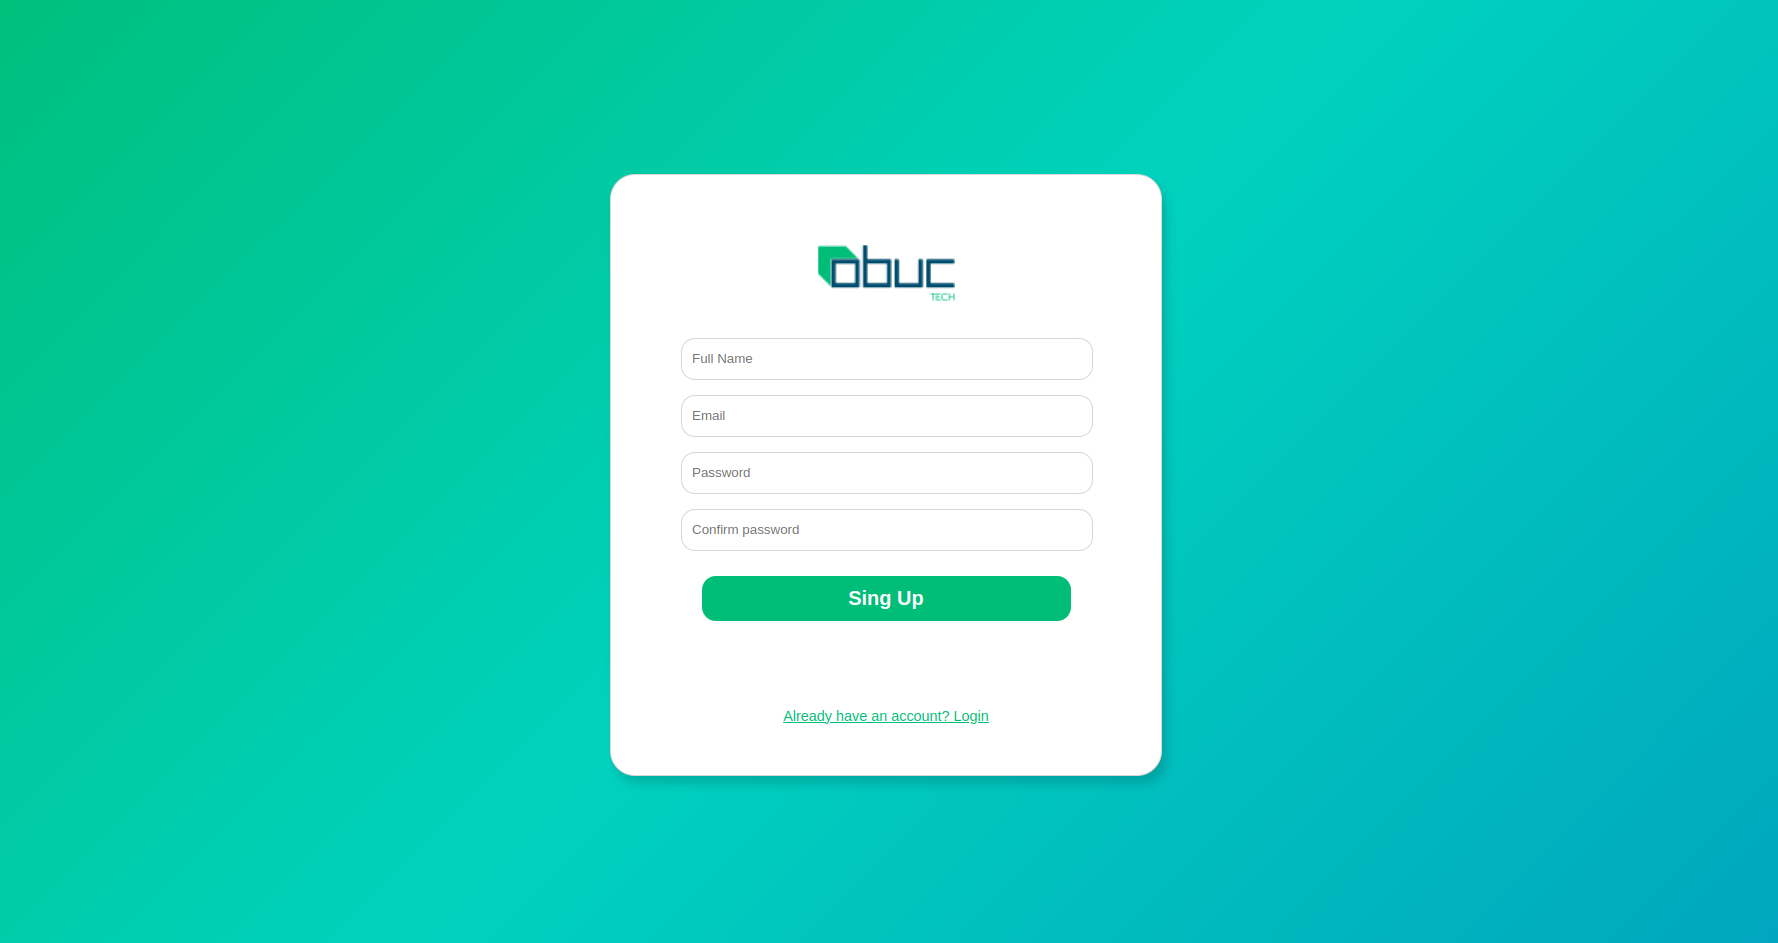 obuc
TECH
Full Name
Email
Password
Confirm password
Sing Up
Already have an account? Login